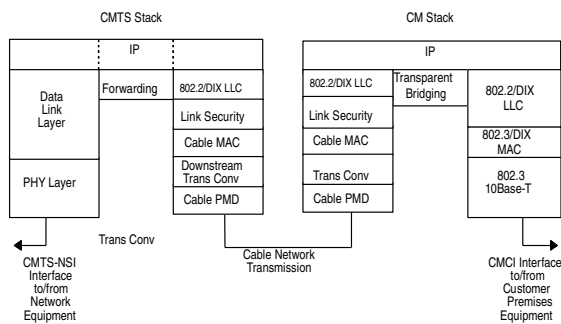 CMTS Stack
CM Stack
IP
IP
Data
Link
Layer
Forwarding
802.2/DIX LLC
Link Security
Cable MAC
Downstream
Trans Conv
Cable PMD
PHY Layer
802.2/DIX LLC
Link Security
Cable MAC
Trans Conv
Cable PMD
Transparent
Bridging
802.2/DIX
LLC
802.3/DIX
MAC
802.3
10Base-T
Trans Conv
CMTS-NSI
Interface
to/from
Network
Equipment
Cable Network
Transmission
CMCI Interface
to/from
Customer
Premises
Equipment